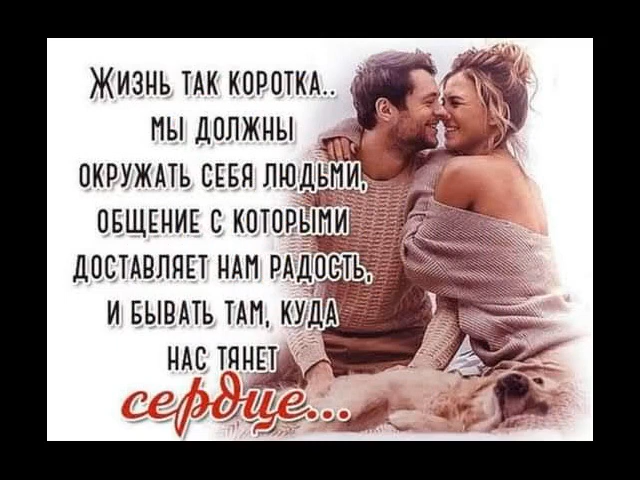 Жизнь так коротка..
мы должны
окружать себя людьми,
общение с которыми
доставляет нам радость,
и бывать там, куда
нас тянет
сердце...